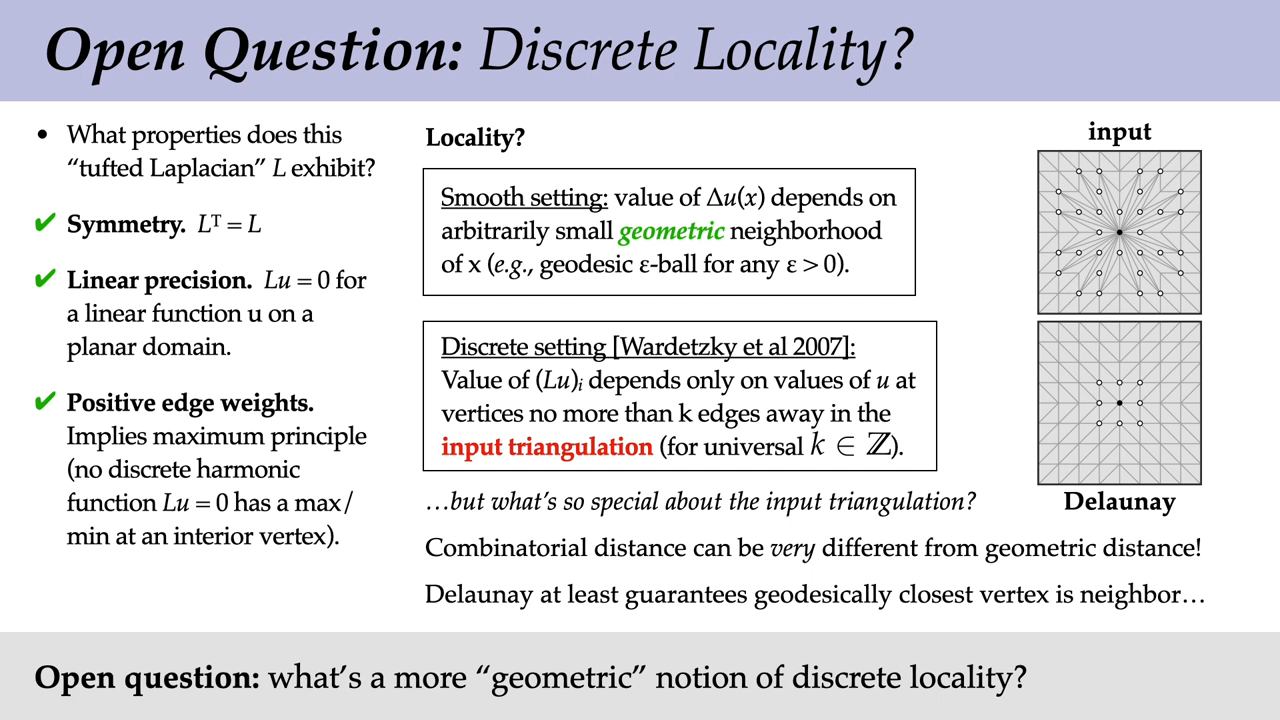 Open Question: Discrete Locality?
• What properties does this
“tufted Laplacian” L exhibit?
✔ Symmetry. Lᵀ = L
✔ Linear precision. Lu = 0 for
a linear function u on a
planar domain.
✔ Positive edge weights.
Implies maximum principle
(no discrete harmonic
function Lu = 0 has a max/
min at an interior vertex).
Locality?
Smooth setting: value of Δu(x) depends on
arbitrarily small geometric neighborhood
of x (e.g., geodesic ε-ball for any ε > 0).
Discrete setting [Wardetzky et al 2007]:
Value of (Lu)ᵢ depends only on values of u at
vertices no more than k edges away in the
input triangulation (for universal k ∈ ℤ).
…but what’s so special about the input triangulation?
Combinatorial distance can be very different from geometric distance!
Delaunay at least guarantees geodesically closest vertex is neighbor…
input
Delaunay
Open question: what’s a more “geometric” notion of discrete locality?